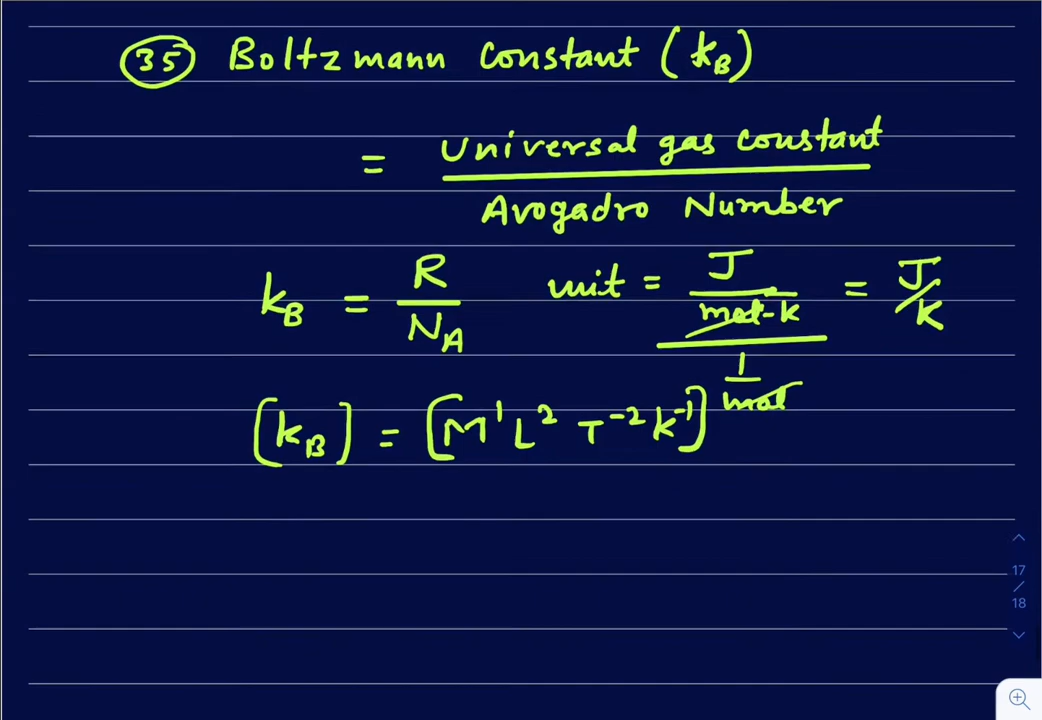 35 Boltzmann Constant (kB)
= Universal gas constant / Avogadro Number
kB = R / NA unit = J / mol-k / 1 / mol = J/K
[kB] = [M¹ L² T⁻² K⁻¹]
17
/
18